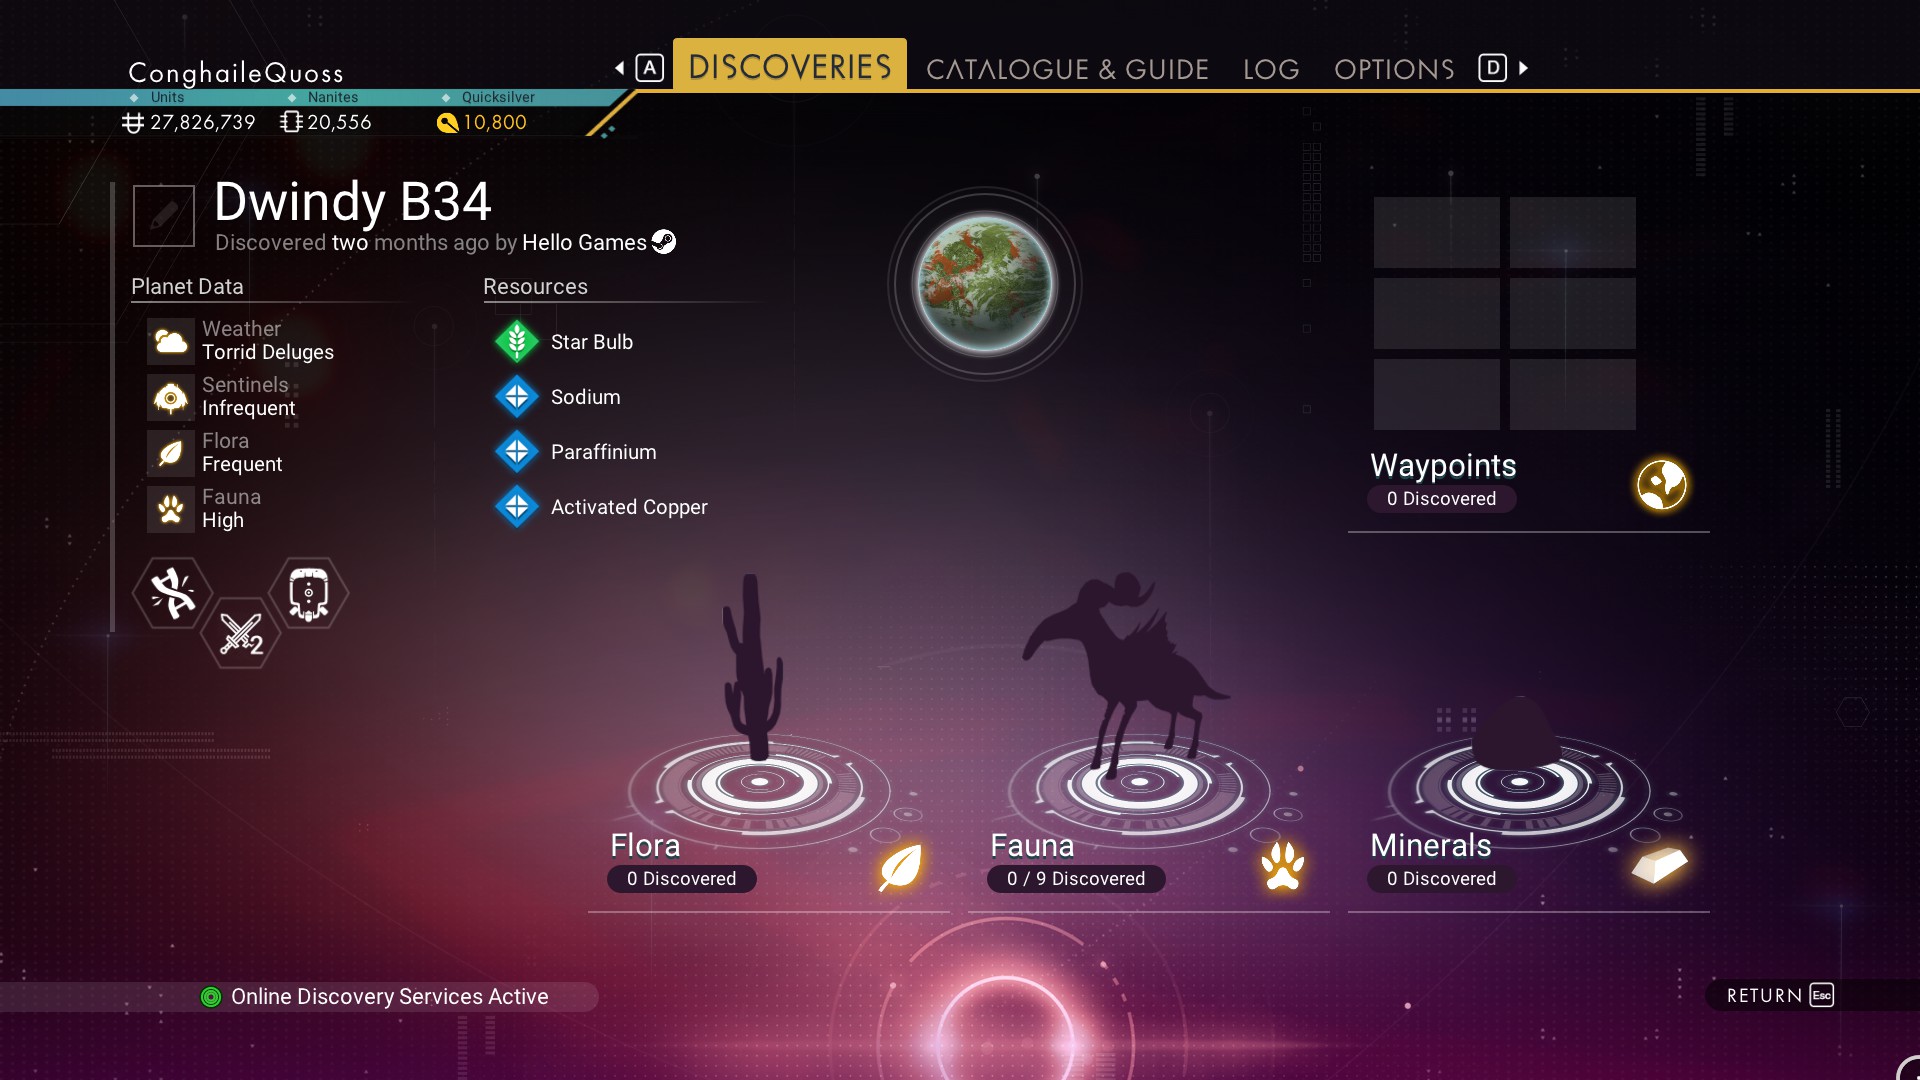 ConghaileQuoss
A DISCOVERIES CATALOGUE & GUIDE LOG OPTIONS D
Units Nanites Quicksilver
27,826,739 20,556 10,800
Dwindy B34
Discovered two months ago by Hello Games
Planet Data
Weather
Torrid Deluges
Sentinels
Infrequent
Flora
Frequent
Fauna
High
2
Resources
Star Bulb
Sodium
Paraffinium
Activated Copper
Waypoints
0 Discovered
Flora
0 Discovered
Fauna
0 / 9 Discovered
Minerals
0 Discovered
Online Discovery Services Active
RETURN Esc